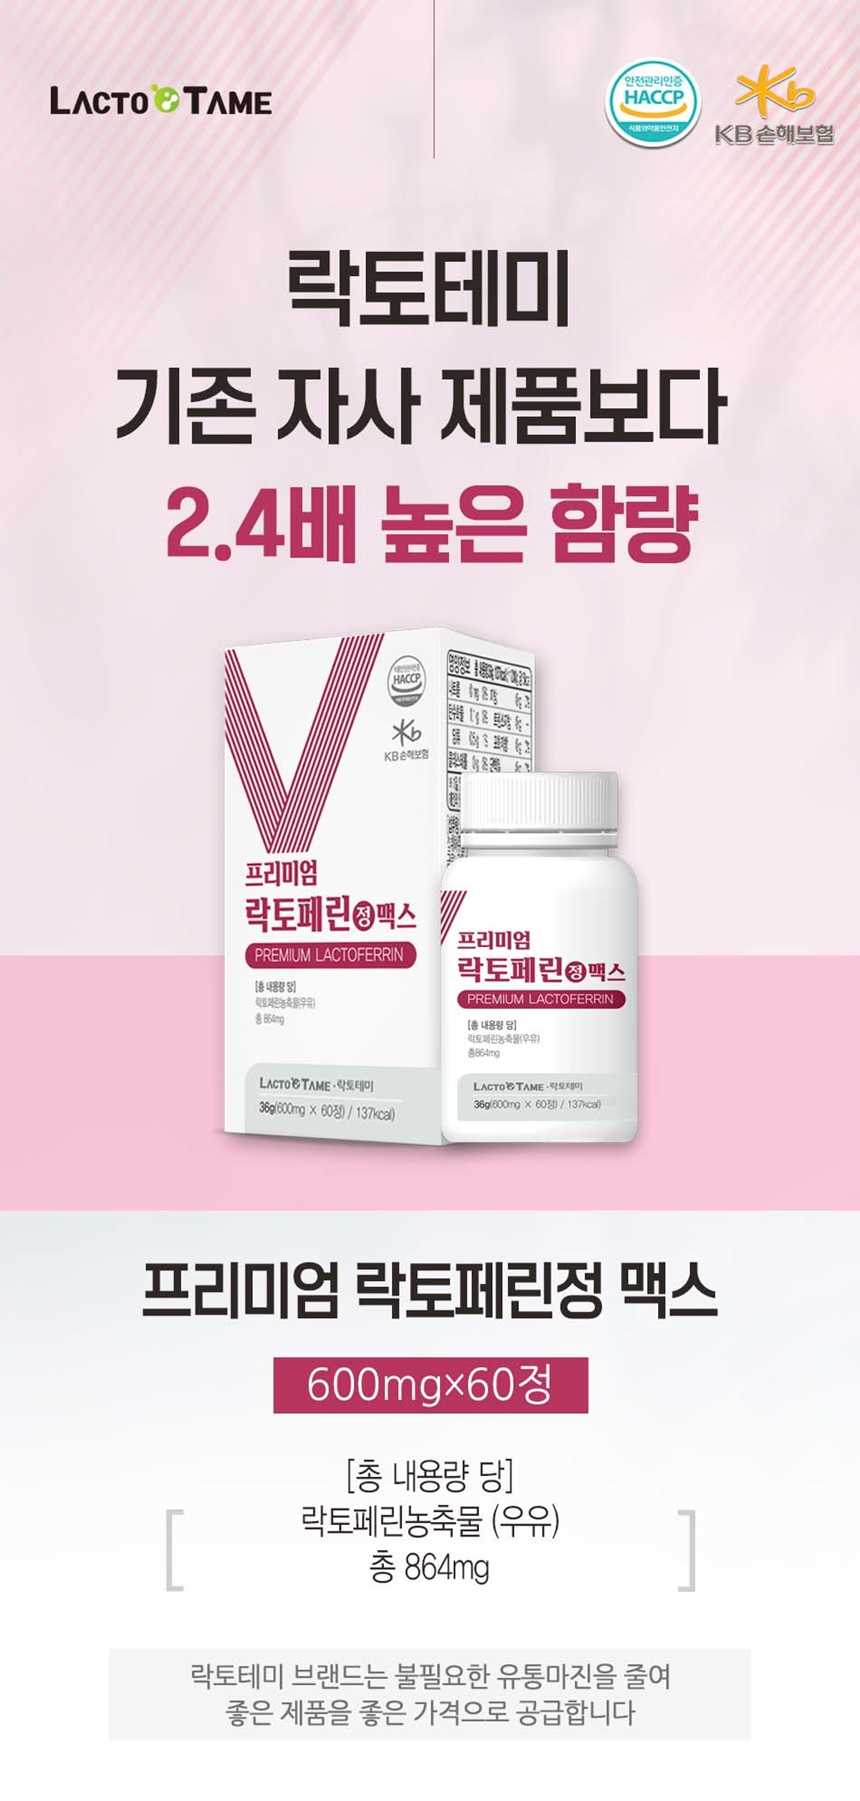 LACTO TAME
안전관리인증
HACCP
식품의약품안전처
KB 손해보험
락토테미
기존 자사 제품보다
2.4배 높은 함량
HACCP
KB 손해보험
영양정보
프리미엄
락토페린정맥스
PREMIUM LACTOFERRIN
[총 내용량 당]
락토페린농축물(우유)
총 864mg
LACTO TAME · 락토테미
36g(600mg × 60정) / 137kcal)
프리미엄
락토페린정맥스
PREMIUM LACTOFERRIN
[총 내용량 당]
락토페린농축물(우유)
총864mg
LACTO TAME · 락토테미
36g(600mg × 60정) / 137kcal)
프리미엄 락토페린정 맥스
600mg×60정
[총 내용량 당]
락토페린농축물 (우유)
총 864mg
락토테미 브랜드는 불필요한 유통마진을 줄여
좋은 제품을 좋은 가격으로 공급합니다